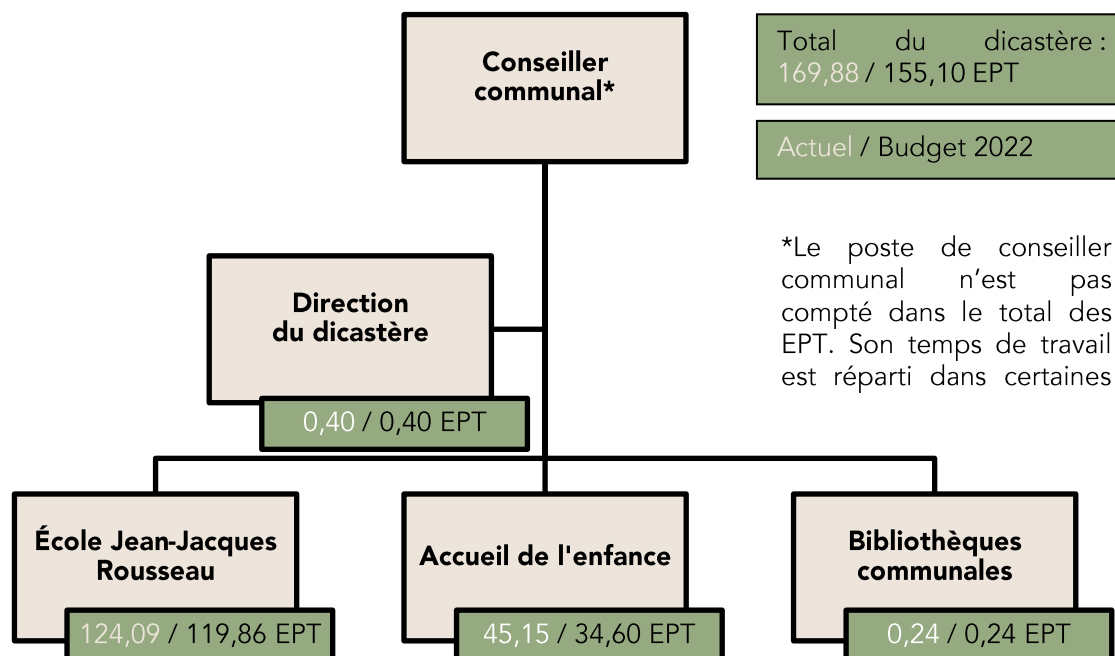 Conseiller
communal*
Total du dicastère :
169,88 / 155,10 EPT
Actuel / Budget 2022
*Le poste de conseiller
communal n’est pas
compté dans le total des
EPT. Son temps de travail
est réparti dans certaines
Direction
du dicastère
0,40 / 0,40 EPT
École Jean-Jacques
Rousseau
124,09 / 119,86 EPT
Accueil de l'enfance
45,15 / 34,60 EPT
Bibliothèques
communales
0,24 / 0,24 EPT